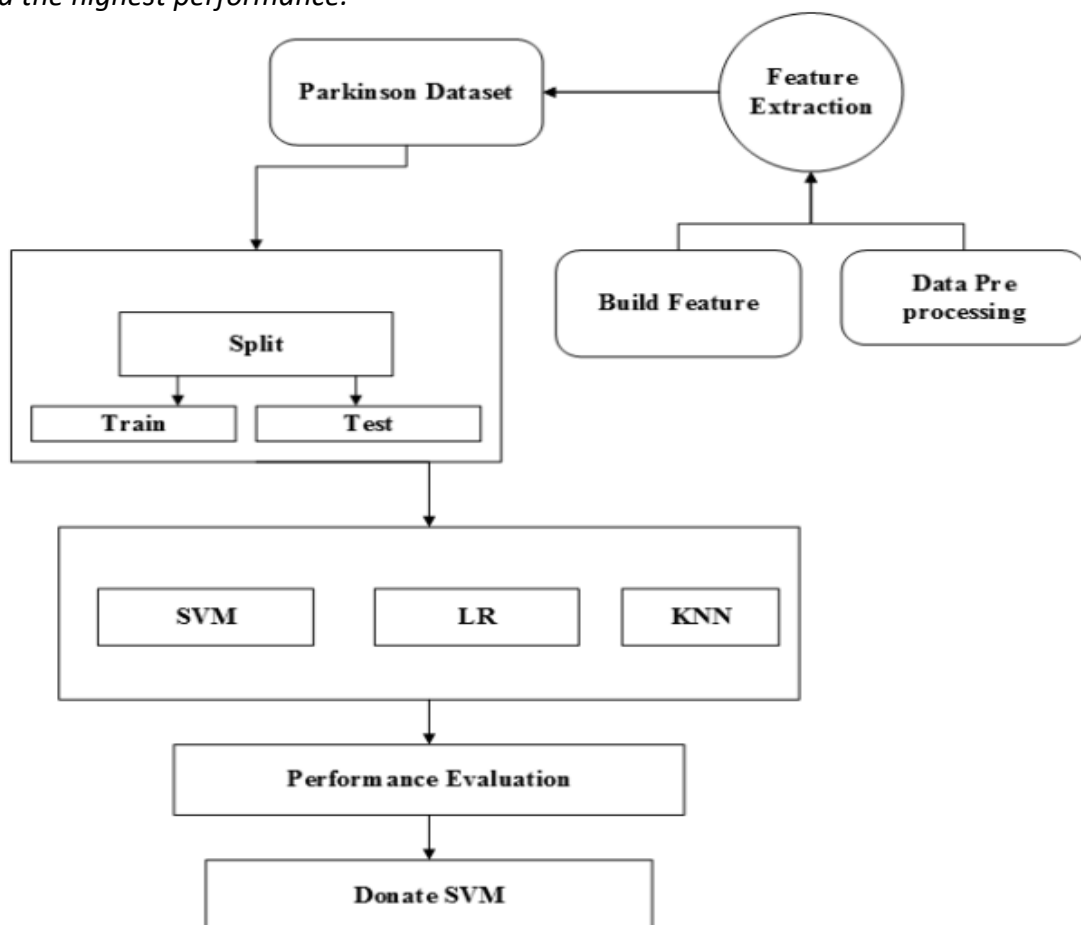 d the highest performance.
Parkinson Dataset
Feature
Extraction
Build Feature
Data Pre
processing
Split
Train
Test
SVM
LR
KNN
Performance Evaluation
Donate SVM